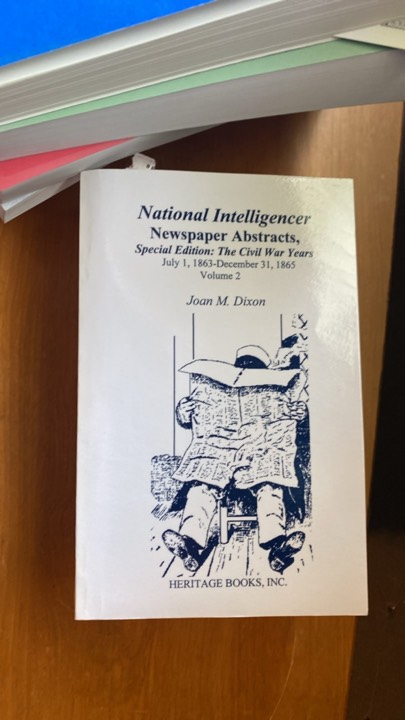 National Intelligencer
Newspaper Abstracts,
Special Edition: The Civil War Years
July 1, 1863-December 31, 1865
Volume 2
Joan M. Dixon
HERITAGE BOOKS, INC.